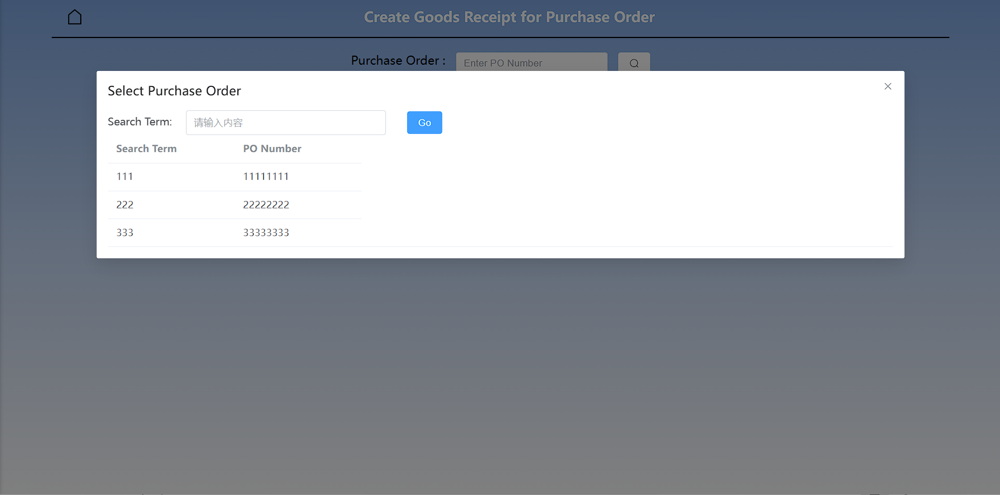 Create Goods Receipt for Purchase Order
Purchase Order : Enter PO Number
Select Purchase Order
Search Term: 请输入内容 Go
Search Term PO Number
111 11111111
222 22222222
333 33333333